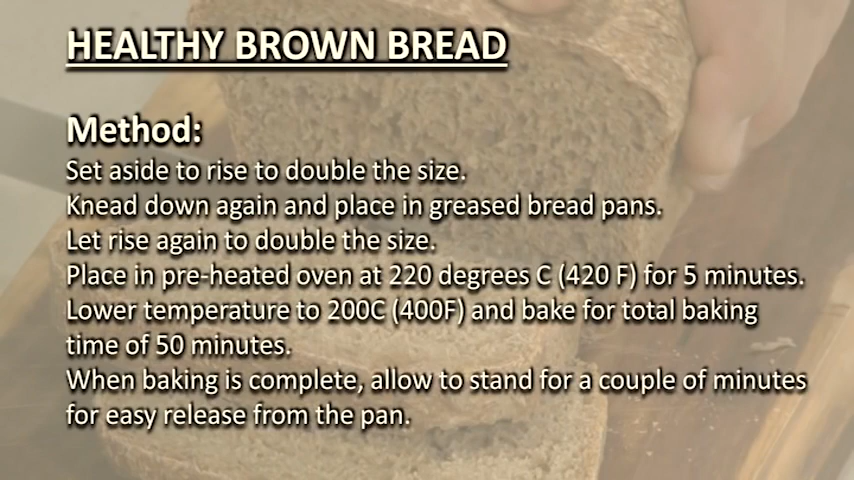 HEALTHY BROWN BREAD
Method:
Set aside to rise to double the size.
Knead down again and place in greased bread pans.
Let rise again to double the size.
Place in pre-heated oven at 220 degrees C (420 F) for 5 minutes.
Lower temperature to 200C (400F) and bake for total baking
time of 50 minutes.
When baking is complete, allow to stand for a couple of minutes
for easy release from the pan.